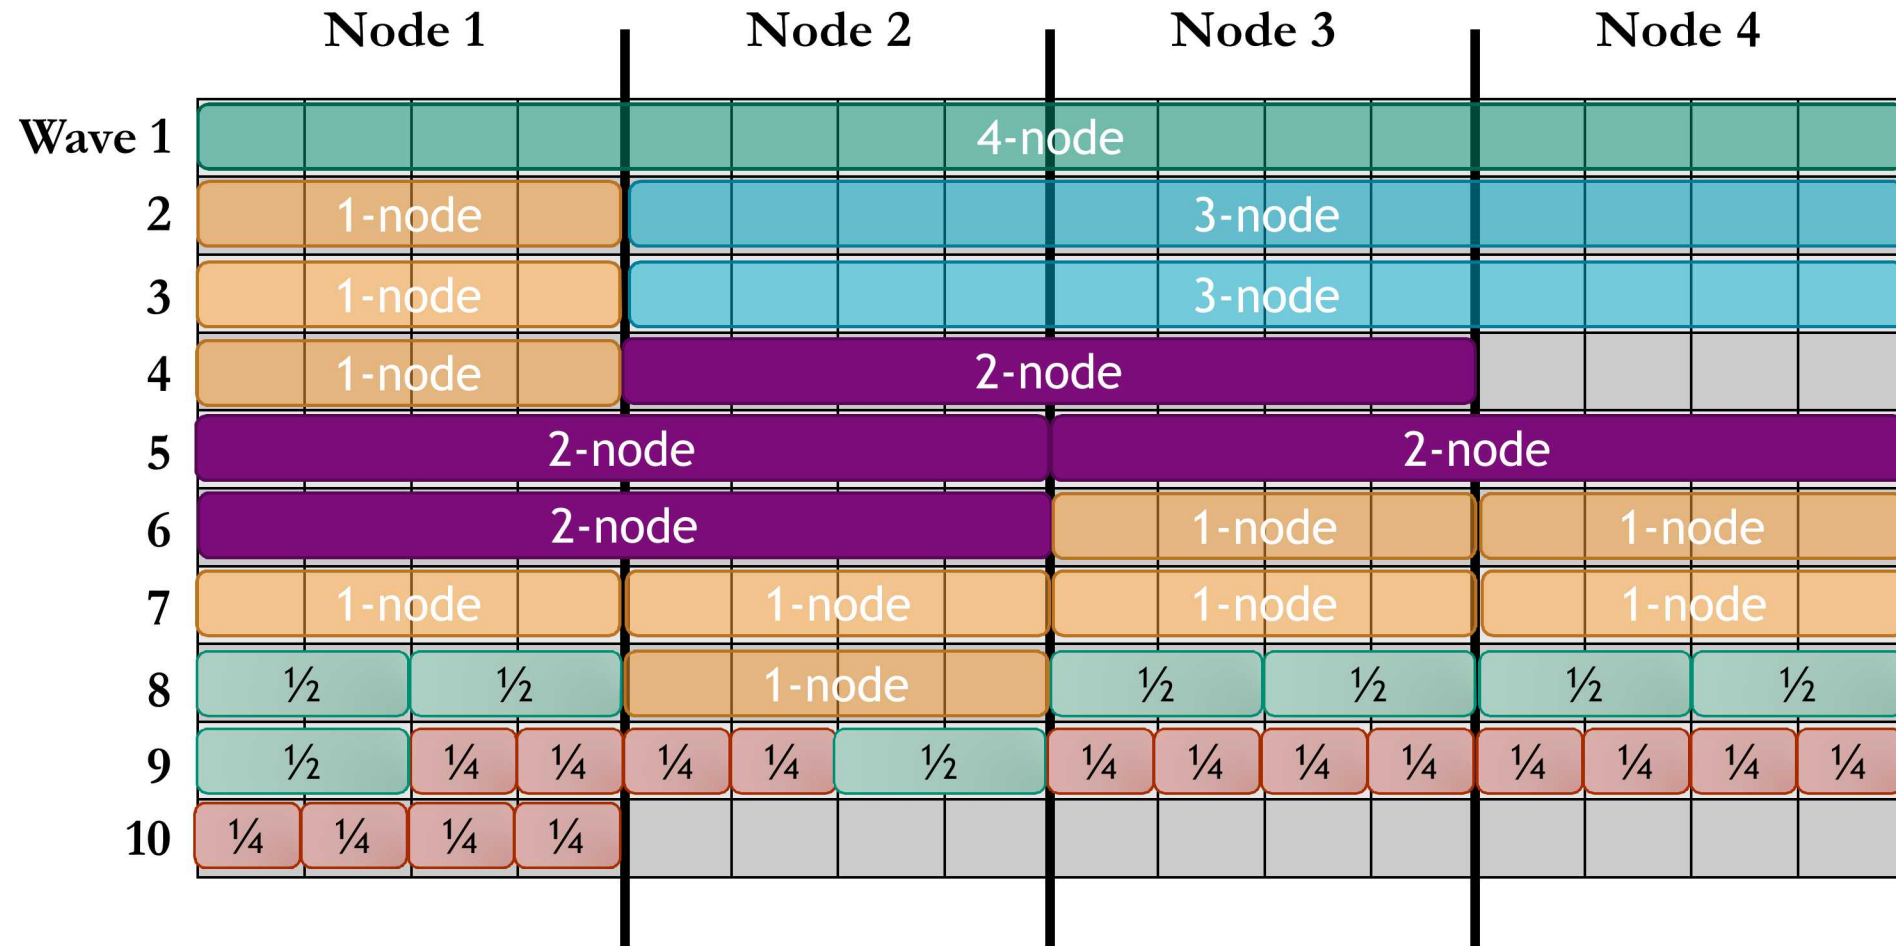 Node 1 Node 2 Node 3 Node 4
Wave 1 4-node
2 1-node 3-node
3 1-node 3-node
4 1-node 2-node
5 2-node 2-node
6 2-node 1-node 1-node
7 1-node 1-node 1-node 1-node
8 ½ ½ 1-node ½ ½ ½ ½
9 ½ ¼ ¼ ¼ ¼ ½ ¼ ¼ ¼ ¼ ¼ ¼ ¼ ¼
10 ¼ ¼ ¼ ¼